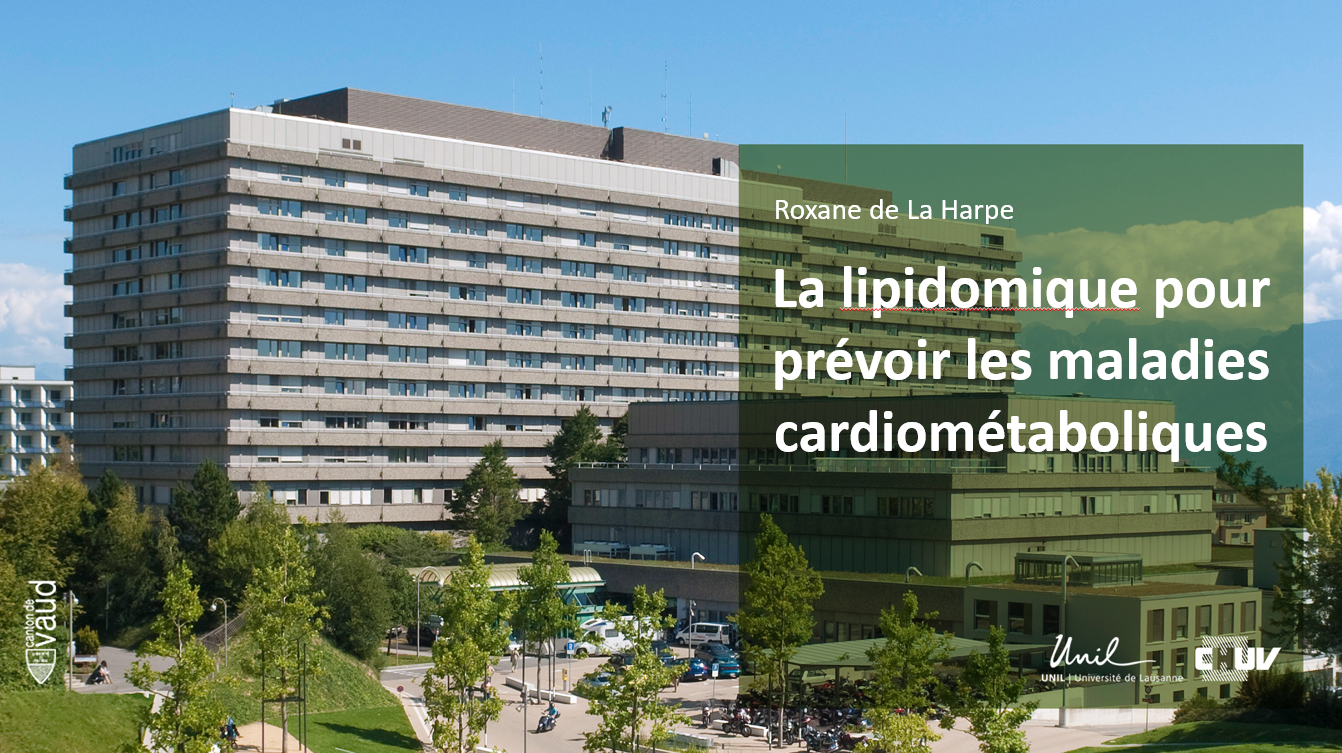 Roxane de La Harpe
La lipidomique pour
prévoir les maladies
cardiométaboliques
canton de
vaud
Unil
UNIL | Université de Lausanne
CHUV